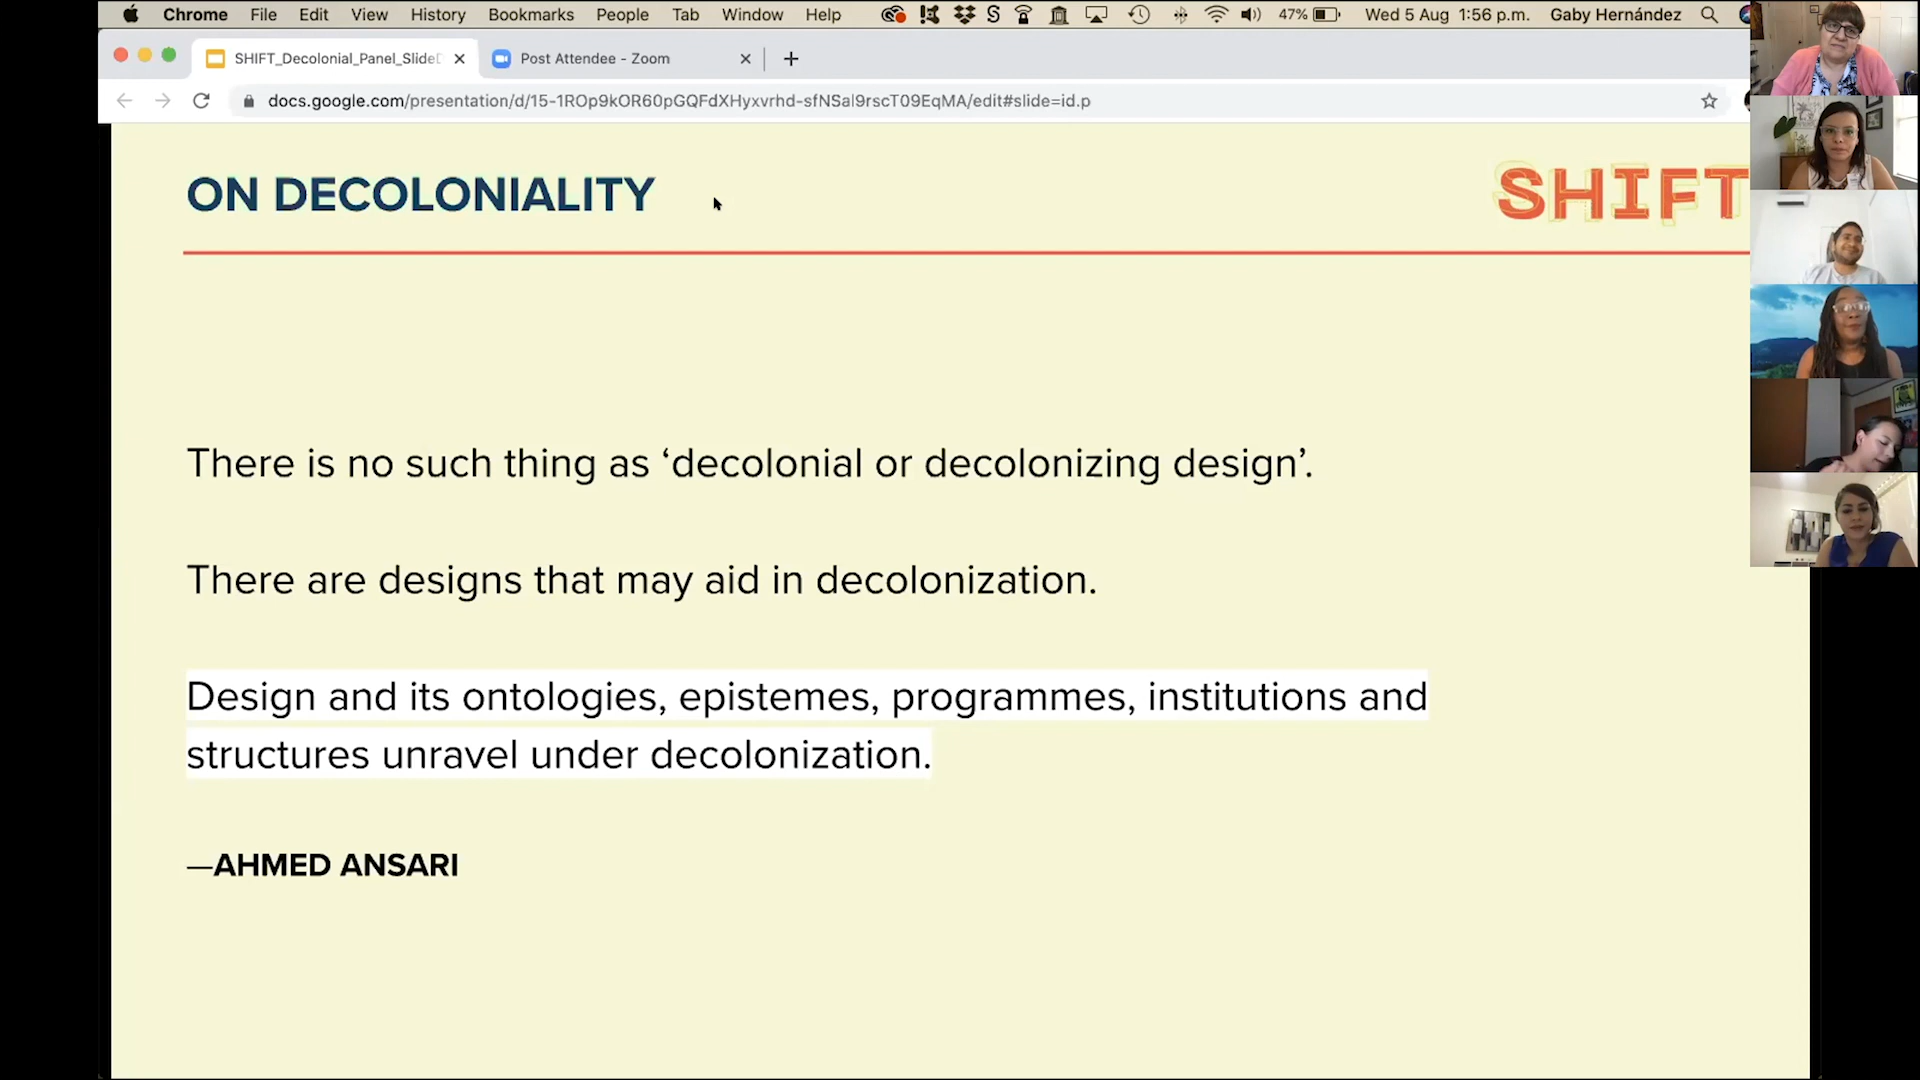 Chrome File Edit View History Bookmarks People Tab Window Help 47% Wed 5 Aug 1:56 p.m. Gaby Hernández
SHIFT_Decolonial_Panel_SlideD Post Attendee - Zoom
docs.google.com/presentation/d/15-1ROp9kOR60pGQFdXHyxvrhd-sfNSal9rscT09EqMA/edit#slide=id.p
ON DECOLONIALITY
SHIFT
There is no such thing as ‘decolonial or decolonizing design’.
There are designs that may aid in decolonization.
Design and its ontologies, epistemes, programmes, institutions and
structures unravel under decolonization.
—AHMED ANSARI